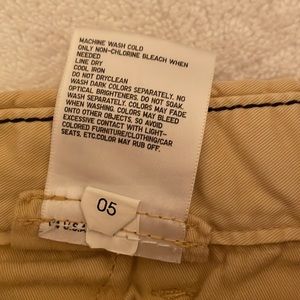 MACHINE WASH COLD
ONLY NON-CHLORINE BLEACH WHEN
NEEDED
LINE DRY
COOL IRON
DO NOT DRYCLEAN
WASH DARK COLORS SEPARATELY. NO
OPTICAL BRIGHTENERS. DO NOT SOAK.
WASH SEPARATELY. COLORS MAY FADE
WHEN WASHING. COLORS MAY BLEED
ONTO OTHER OBJECTS. SO AVOID
EXCESSIVE CONTACT WITH LIGHT-
COLORED FURNITURE/CLOTHING/CAR
SEATS, ETC.COLOR MAY RUB OFF.
05
U.S.A